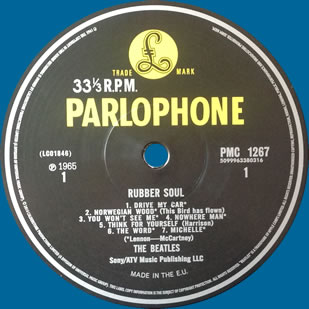 £
TRADE MARK
33⅓ R.P.M.
PARLOPHONE
(LC01846) PMC 1267
5099963380316
℗ 1965
1 1
RUBBER SOUL
1. DRIVE MY CAR*
2. NORWEGIAN WOOD* (This Bird has flown)
3. YOU WON'T SEE ME* 4. NOWHERE MAN*
5. THINK FOR YOURSELF (Harrison)
6. THE WORD* 7. MICHELLE*
(*Lennon—McCartney)
THE BEATLES
Sony/ATV Music Publishing LLC
MADE IN THE E.U.